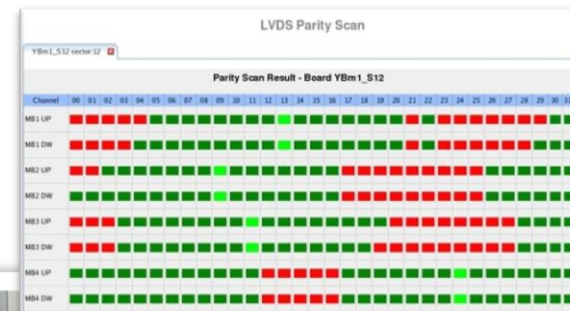 LVDS Parity Scan
YBm1_S12 sector:12
Parity Scan Result - Board YBm1_S12
Channel 00 01 02 03 04 05 06 07 08 09 10 11 12 13 14 15 16 17 18 19 20 21 22 23 24 25 26 27 28 29 30 31
MB1 UP
MB1 DW
MB2 UP
MB2 DW
MB3 UP
MB3 DW
MB4 UP
MB4 DW